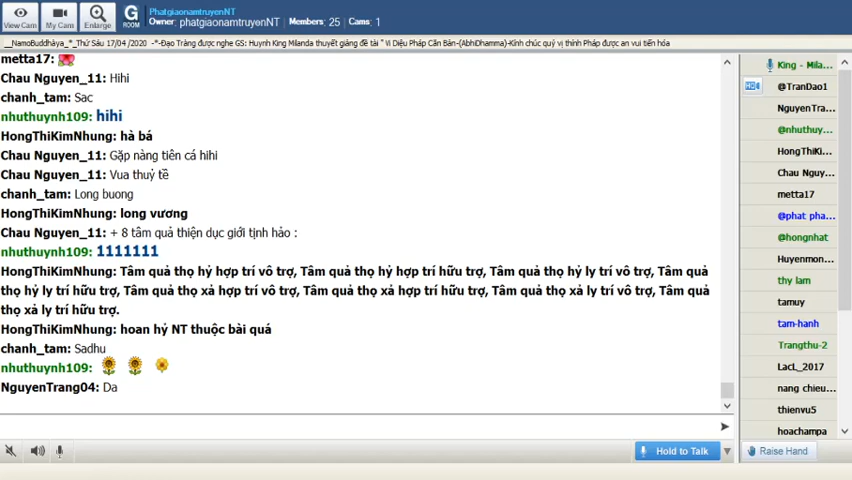 PhatgiaonamtruyenNT
Owner: phatgiaonamtruyenNT Members: 25 Cams: 1
View Cam My Cam Enlarge G ROOM
__NamoBuddhàya_*_Thứ Sáu 17/04 /2020 -*-Đạo Tràng được nghe GS: Huynh King Milanda thuyết giảng đề tài " Vi Diệu Pháp Căn Bản-(AbhiDhamma)-Kính chúc quý vị thính Pháp được an vui tiến hóa
metta17:
Chau Nguyen_11: Hihi
chanh_tam: Sac
nhuthuynh109: hihi
HongThiKimNhung: hà bá
Chau Nguyen_11: Gặp nàng tiên cá hihi
Chau Nguyen_11: Vua thuỷ tề
chanh_tam: Long buong
HongThiKimNhung: long vương
Chau Nguyen_11: + 8 tâm quả thiện dục giới tịnh hảo :
nhuthuynh109: 1111111
HongThiKimNhung: Tâm quả thọ hỷ hợp trí vô trợ, Tâm quả thọ hỷ hợp trí hữu trợ, Tâm quả thọ hỷ ly trí vô trợ, Tâm quả
thọ hỷ ly trí hữu trợ, Tâm quả thọ xả hợp trí vô trợ, Tâm quả thọ xả hợp trí hữu trợ, Tâm quả thọ xả ly trí vô trợ, Tâm quả
thọ xả ly trí hữu trợ.
HongThiKimNhung: hoan hỷ NT thuộc bài quá
chanh_tam: Sadhu
nhuthuynh109:
NguyenTrang04: Da
King - Mila...
@TranDao1
NguyenTra...
@nhuthuy...
HongThiKi...
Chau Nguy...
metta17
@phat pha...
@hongnhat
Huyenmon...
thy lam
tamuy
tam-hanh
Trangthu-2
LacL_2017
nang chieu...
thienvu5
hoachampa
Hold to Talk
Raise Hand